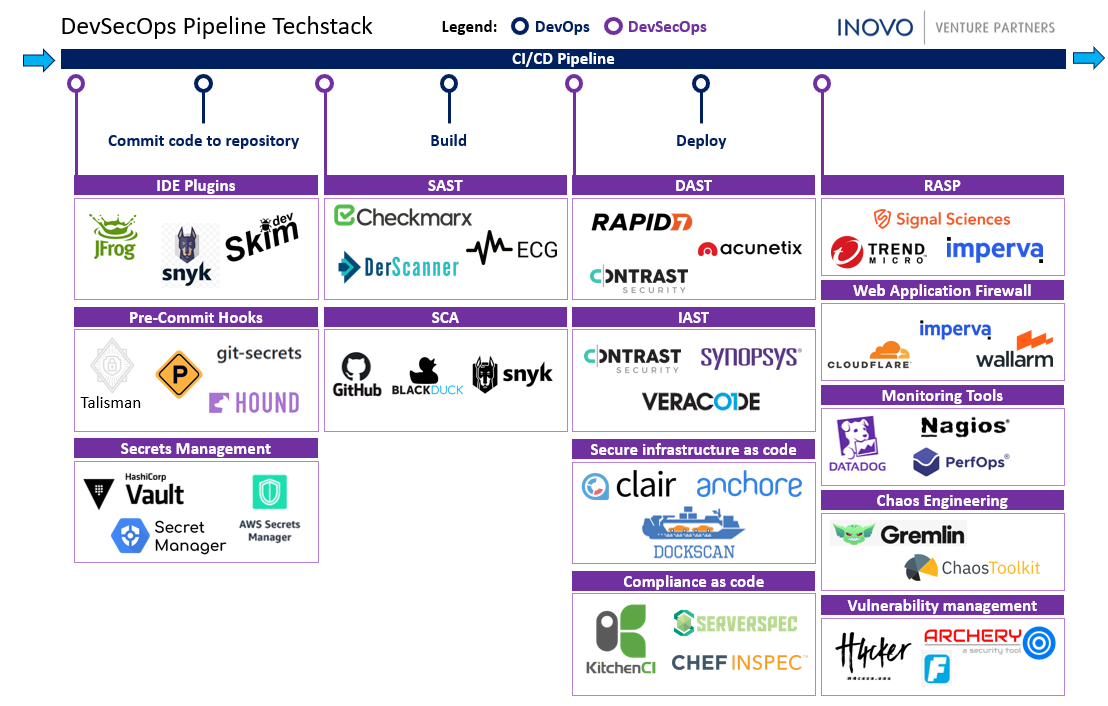 DevSecOps Pipeline Techstack
Legend: DevOps DevSecOps
INOVO VENTURE PARTNERS
CI/CD Pipeline
Commit code to repository
Build
Deploy
IDE Plugins
JFrog
snyk
Skim
dev
Pre-Commit Hooks
Talisman
P
git-secrets
HOUND
Secrets Management
HashiCorp
Vault
Secret
Manager
AWS Secrets
Manager
SAST
Checkmarx
ECG
DerScanner
SCA
GitHub
BLACKDUCK
snyk
DAST
RAPID7
acunetix
CONTRAST
SECURITY
IAST
CONTRAST
SECURITY
SYNOPSYS®
VERACODE
Secure infrastructure as code
clair
anchore
DOCKSCAN
Compliance as code
KitchenCI
SERVERSPEC
CHEF INSPEC™
RASP
Signal Sciences
TREND
MICRO™
imperva
Web Application Firewall
imperva
CLOUDFLARE
wallarm
Monitoring Tools
DATADOG
Nagios®
PerfOps®
Chaos Engineering
Gremlin
ChaosToolkit
Vulnerability management
ARCHERY
a security tool
F